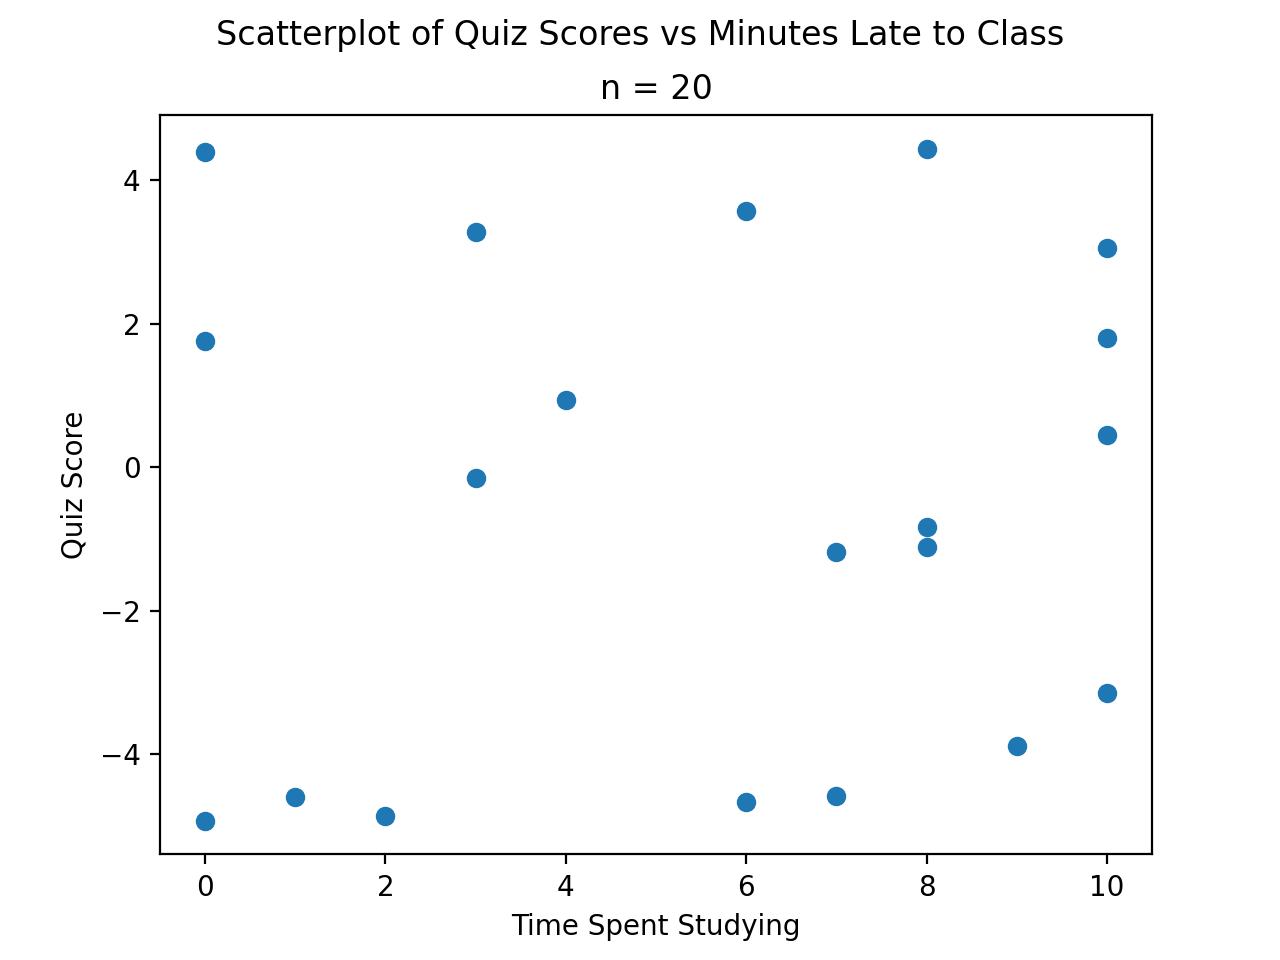 Scatterplot of Quiz Scores vs Minutes Late to Class
n = 20
4
2
0
−2
−4
Quiz Score
0 2 4 6 8 10
Time Spent Studying